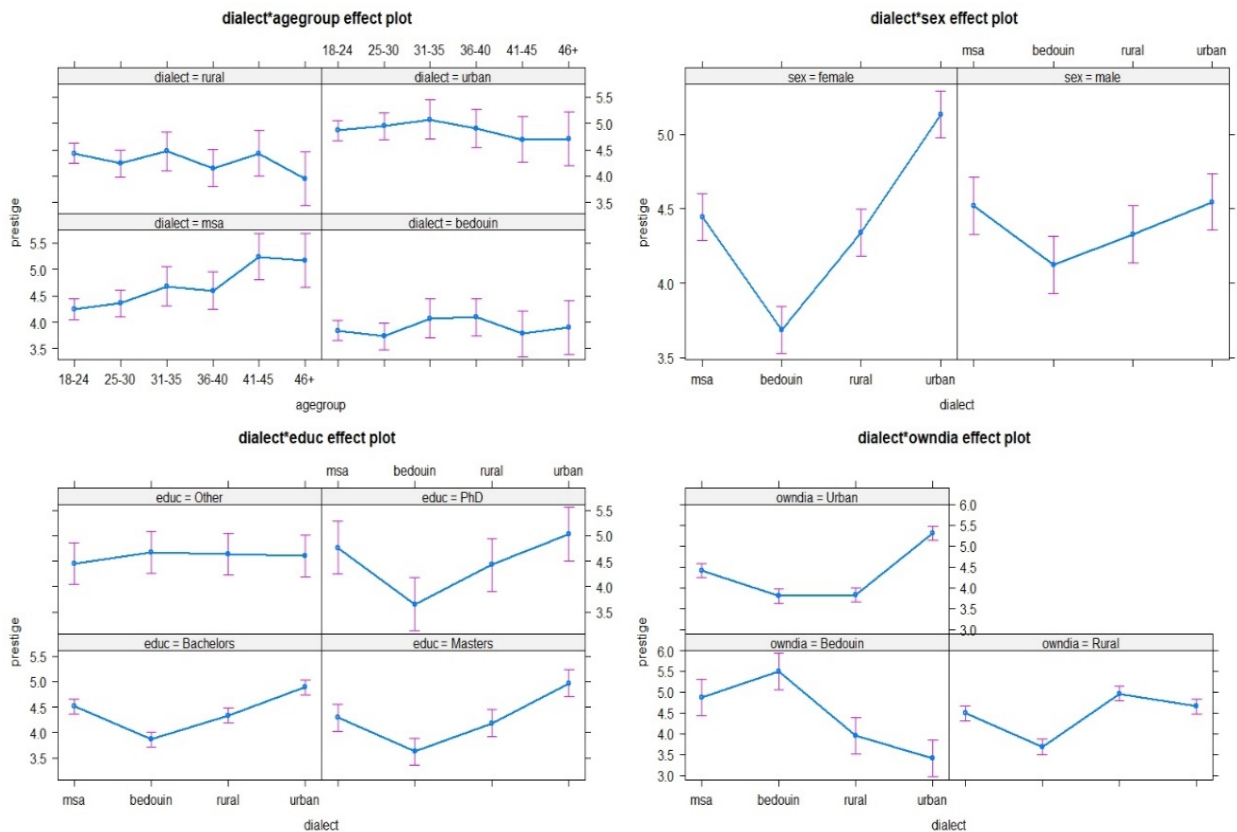 dialect*agegroup effect plot
18-24 25-30 31-35 36-40 41-45 46+
dialect = rural dialect = urban
5.5
5.0
4.5
4.0
3.5
dialect = msa dialect = bedouin
5.5
5.0
4.5
4.0
3.5
prestige
18-24 25-30 31-35 36-40 41-45 46+
agegroup
dialect*sex effect plot
msa bedouin rural urban
sex = female sex = male
5.0
4.5
4.0
3.5
prestige
msa bedouin rural urban
dialect
dialect*educ effect plot
msa bedouin rural urban
educ = Other educ = PhD
5.5
5.0
4.5
4.0
3.5
educ = Bachelors educ = Masters
5.5
5.0
4.5
4.0
3.5
prestige
msa bedouin rural urban
dialect
dialect*owndia effect plot
owndia = Urban
6.0
5.5
5.0
4.5
4.0
3.5
3.0
owndia = Bedouin owndia = Rural
6.0
5.5
5.0
4.5
4.0
3.5
3.0
prestige
msa bedouin rural urban
dialect